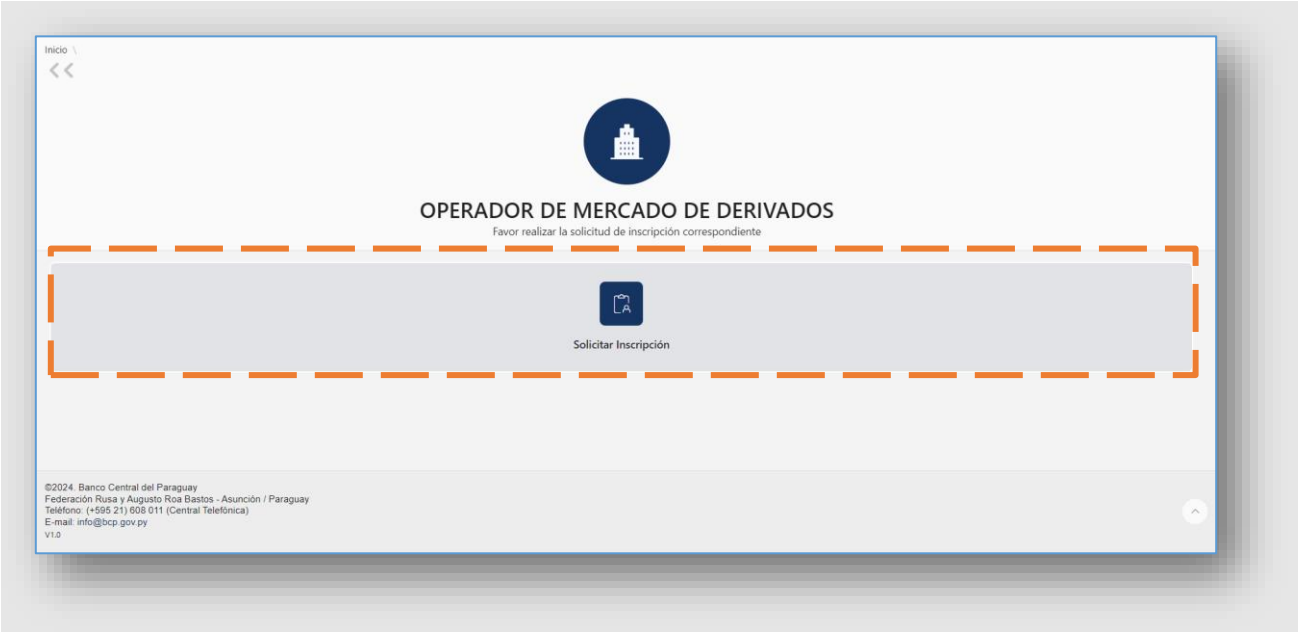 Inicio \
OPERADOR DE MERCADO DE DERIVADOS
Favor realizar la solicitud de inscripción correspondiente
Solicitar Inscripción
©2024. Banco Central del Paraguay
Federación Rusa y Augusto Roa Bastos - Asunción / Paraguay
Teléfono: (+595 21) 608 011 (Central Telefónica)
E-mail: info@bcp.gov.py
V1.0